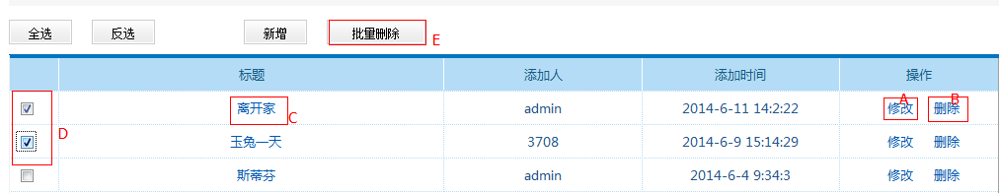 全选 反选 新增 批量删除 E
标题 添加人 添加时间 操作
离开家 C admin 2014-6-11 14:2:22 修改 A 删除 B
D
玉兔一天 3708 2014-6-9 15:14:29 修改 删除
斯蒂芬 admin 2014-6-4 9:34:3 修改 删除